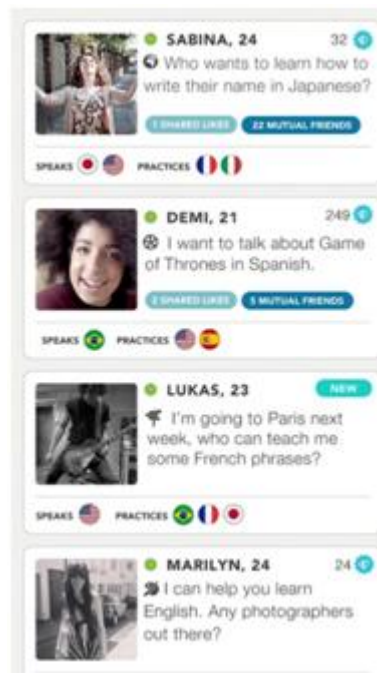 SABINA, 24 32
Who wants to learn how to
write their name in Japanese?
1 SHARED LIKES 22 MUTUAL FRIENDS
SPEAKS PRACTICES
DEMI, 21 249
I want to talk about Game
of Thrones in Spanish.
2 SHARED LIKES 5 MUTUAL FRIENDS
SPEAKS PRACTICES
LUKAS, 23 NEW
I'm going to Paris next
week, who can teach me
some French phrases?
SPEAKS PRACTICES
MARILYN, 24 24
I can help you learn
English. Any photographers
out there?